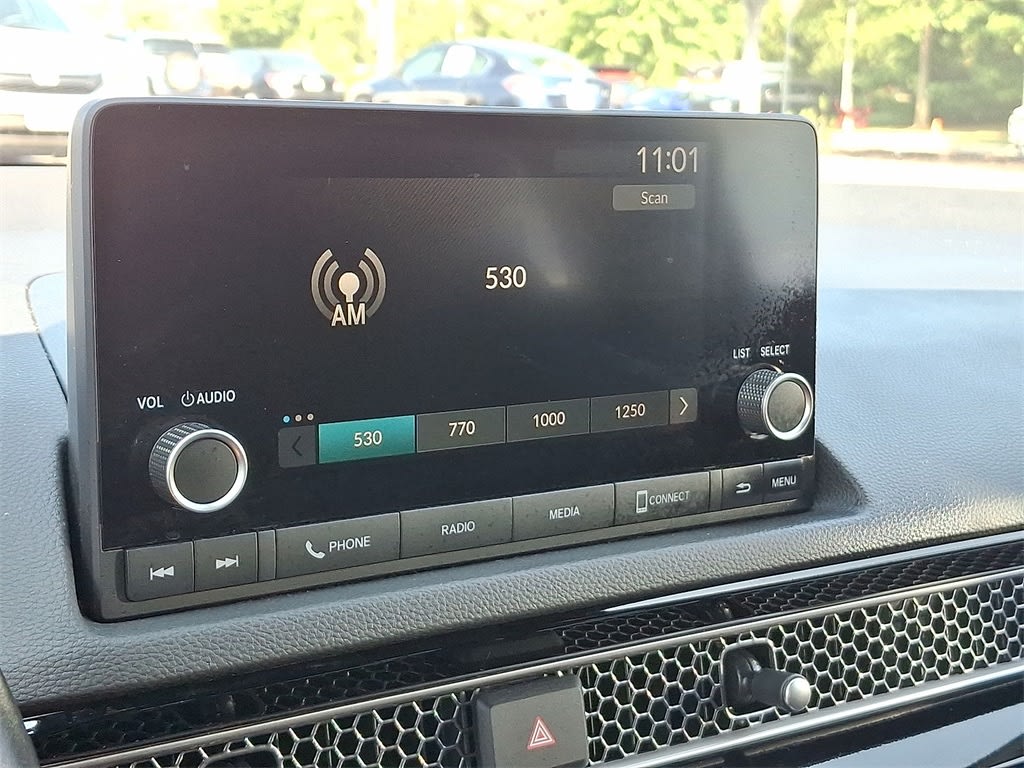 11:01
Scan
AM
530
LIST SELECT
VOL AUDIO
530 770 1000 1250
PHONE RADIO MEDIA CONNECT MENU